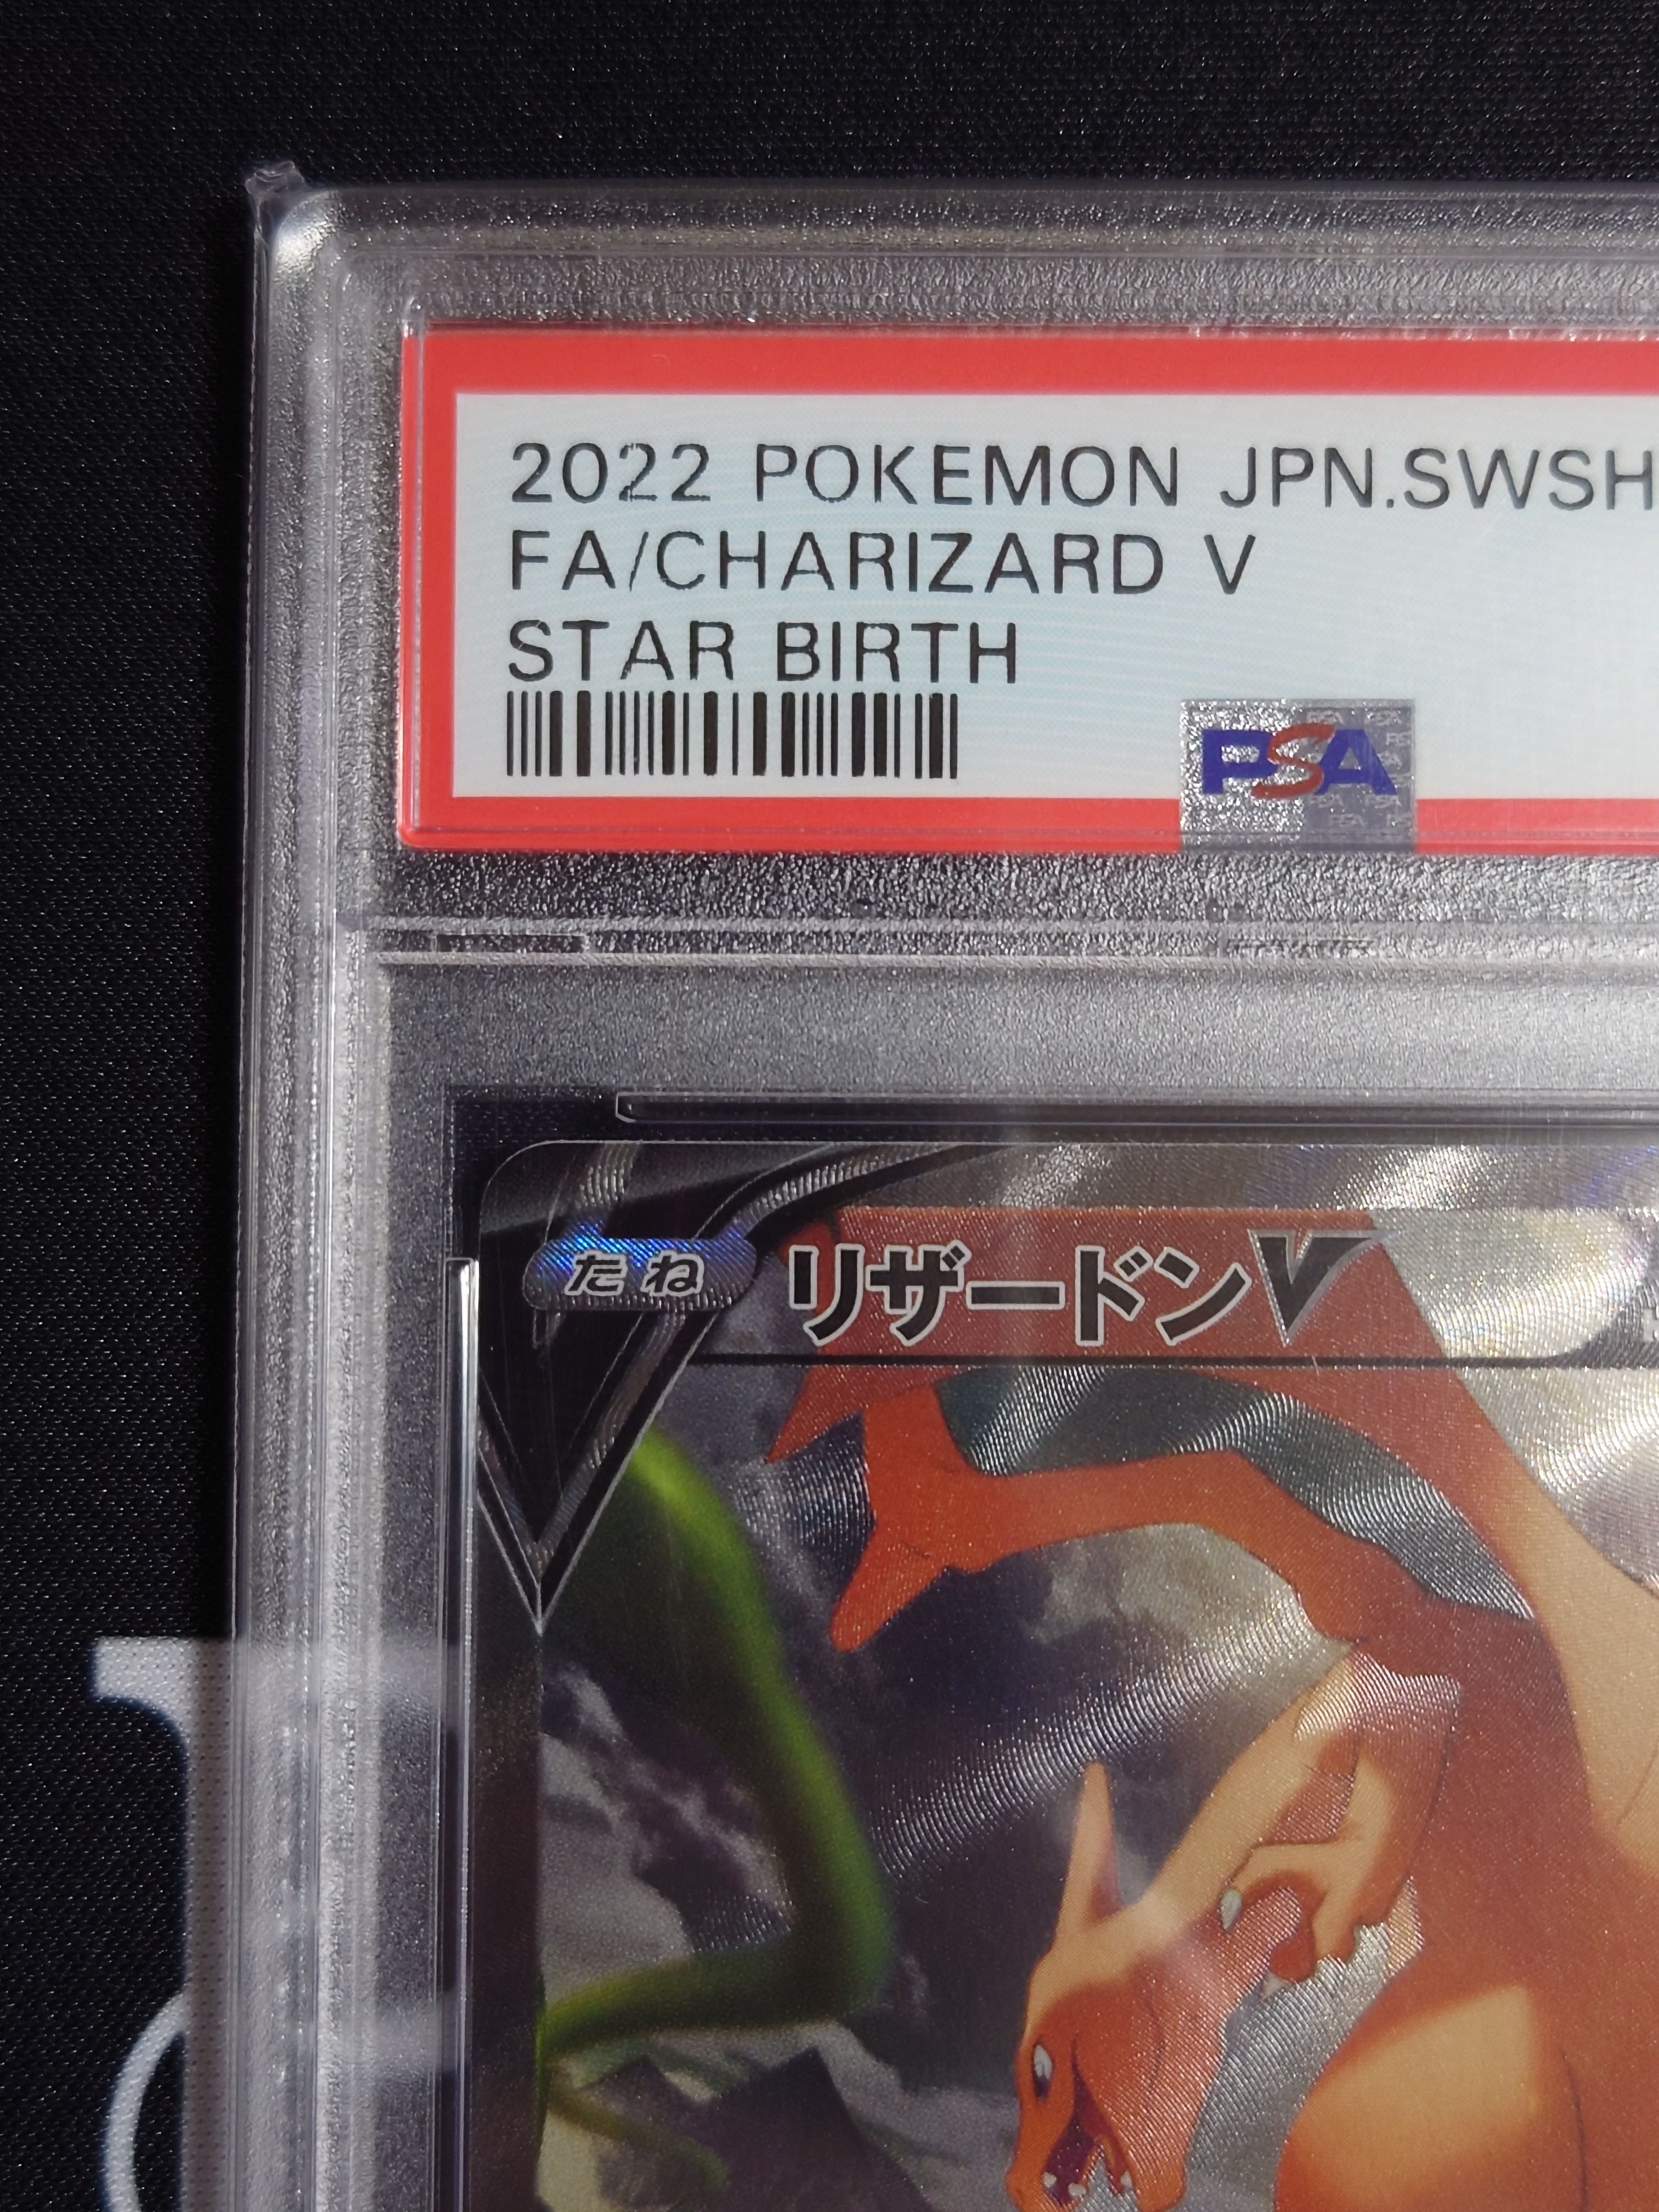 2022 POKEMON JPN.SWSH
FA/CHARIZARD V
STAR BIRTH
PSA
たね リザードンV